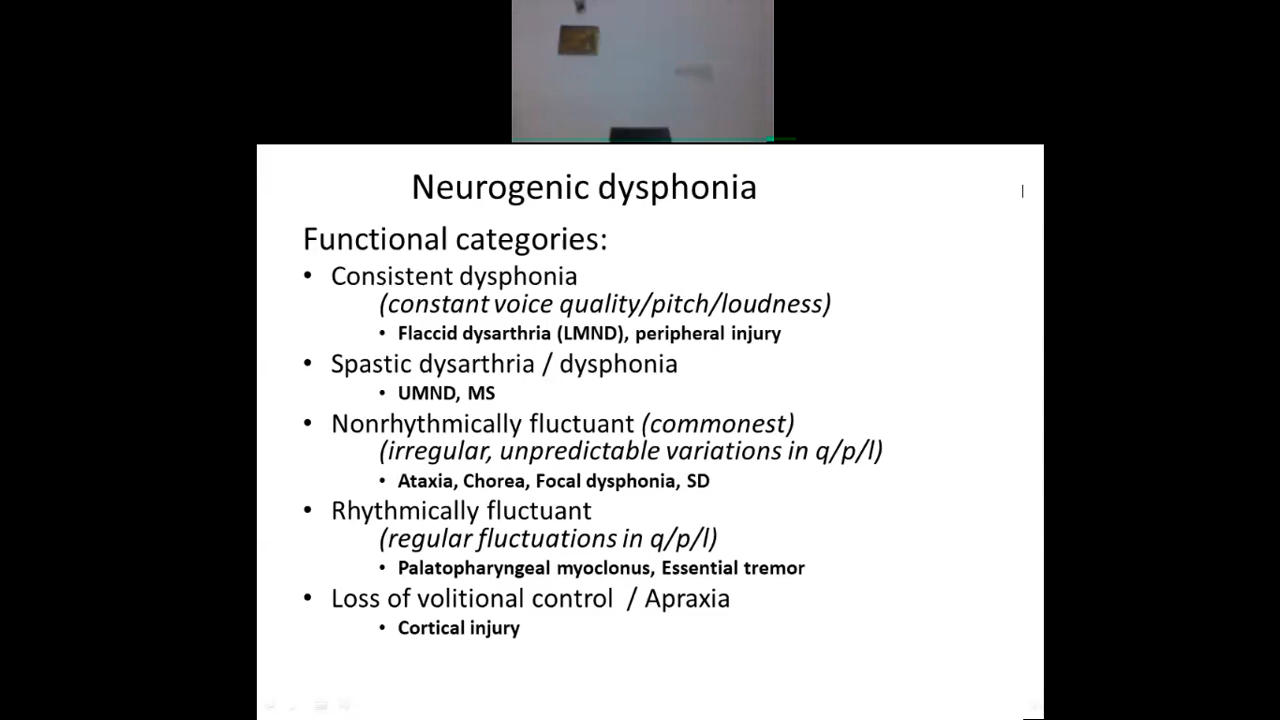 Neurogenic dysphonia
Functional categories:
• Consistent dysphonia
(constant voice quality/pitch/loudness)
• Flaccid dysarthria (LMND), peripheral injury
• Spastic dysarthria / dysphonia
• UMND, MS
• Nonrhythmically fluctuant (commonest)
(irregular, unpredictable variations in q/p/l)
• Ataxia, Chorea, Focal dysphonia, SD
• Rhythmically fluctuant
(regular fluctuations in q/p/l)
• Palatopharyngeal myoclonus, Essential tremor
• Loss of volitional control / Apraxia
• Cortical injury